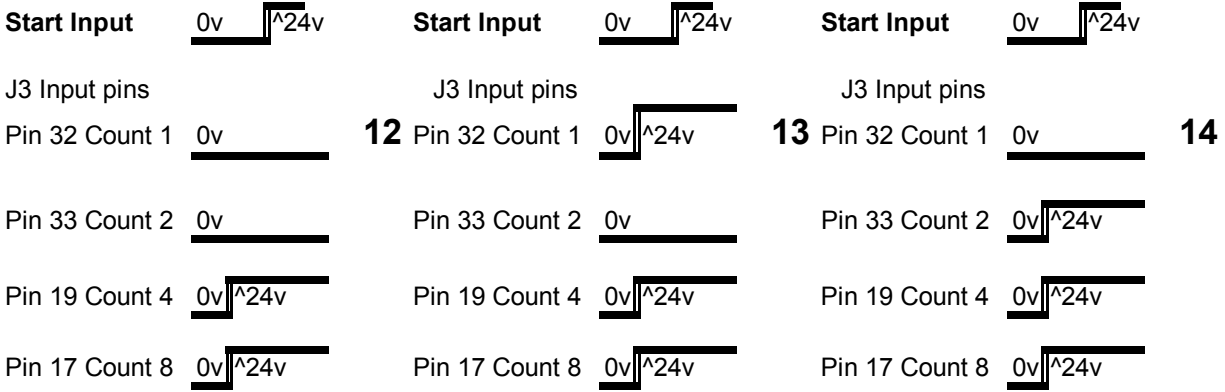 Start Input 0v ^24v Start Input 0v ^24v Start Input 0v ^24v
J3 Input pins J3 Input pins J3 Input pins
Pin 32 Count 1 0v 12 Pin 32 Count 1 0v ^24v 13 Pin 32 Count 1 0v 14
Pin 33 Count 2 0v Pin 33 Count 2 0v Pin 33 Count 2 0v ^24v
Pin 19 Count 4 0v ^24v Pin 19 Count 4 0v ^24v Pin 19 Count 4 0v ^24v
Pin 17 Count 8 0v ^24v Pin 17 Count 8 0v ^24v Pin 17 Count 8 0v ^24v